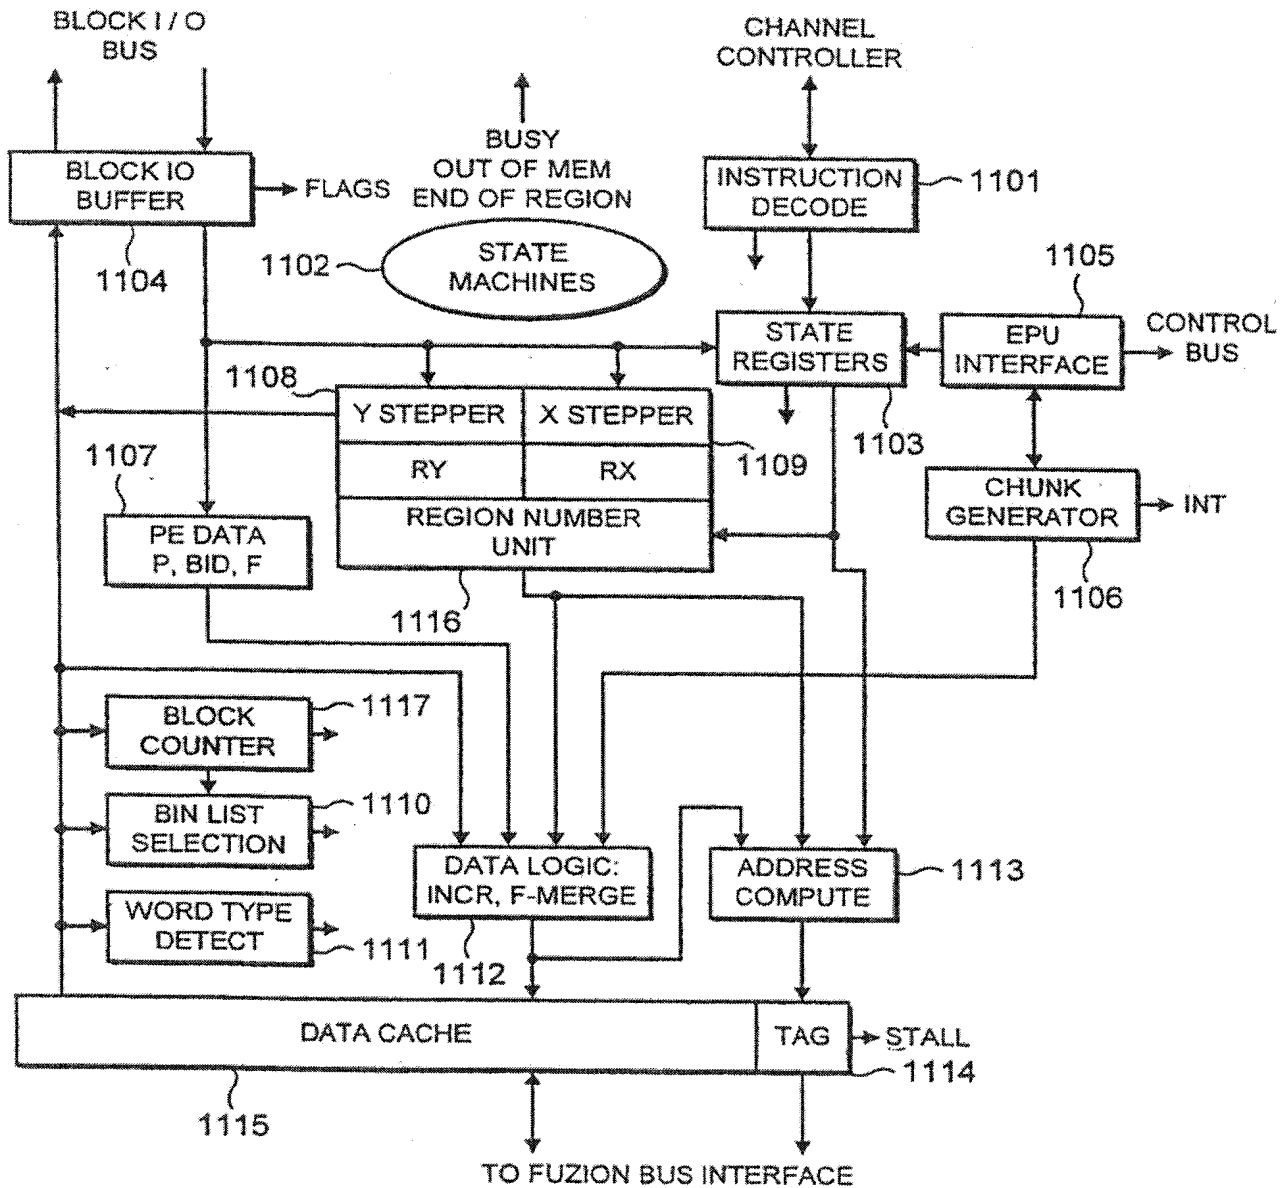 BLOCK I / O
BUS
CHANNEL
CONTROLLER
BUSY
OUT OF MEM
END OF REGION
BLOCK IO
BUFFER
FLAGS
INSTRUCTION
DECODE
1101
1104
1102
STATE
MACHINES
1105
STATE
REGISTERS
EPU
INTERFACE
CONTROL
BUS
1108
Y STEPPER
X STEPPER
1103
1107
RY
RX
1109
CHUNK
GENERATOR
INT
REGION NUMBER
UNIT
PE DATA
P, BID, F
1116
1106
BLOCK
COUNTER
1117
BIN LIST
SELECTION
1110
WORD TYPE
DETECT
1111
DATA LOGIC:
INCR, F-MERGE
1112
ADDRESS
COMPUTE
1113
DATA CACHE
TAG
STALL
1114
1115
TO FUZION BUS INTERFACE